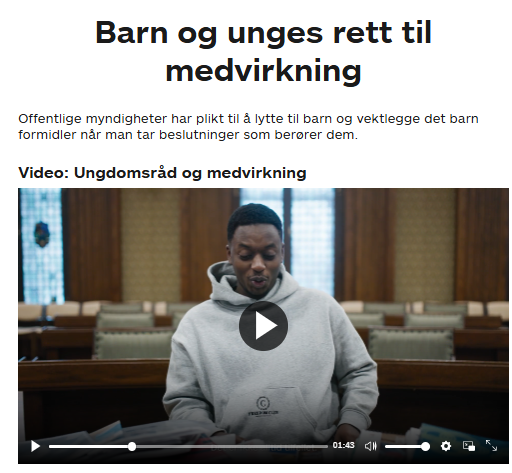 Barn og unges rett til
medvirkning
Offentlige myndigheter har plikt til å lytte til barn og vektlegge det barn
formidler når man tar beslutninger som berører dem.
Video: Ungdomsråd og medvirkning
01:43